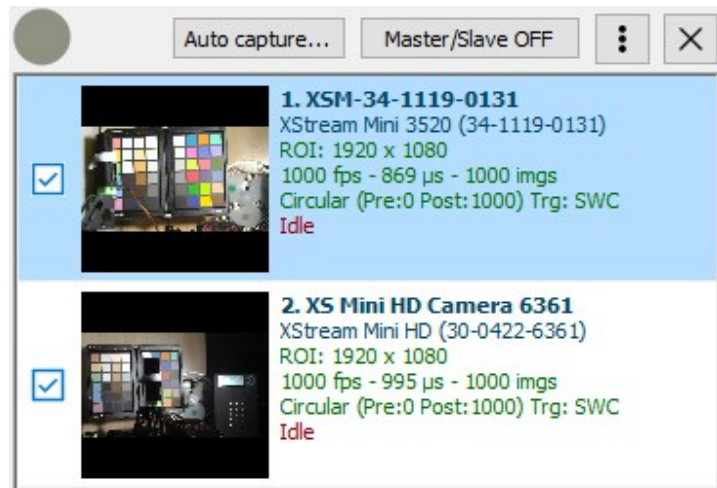 Auto capture...
Master/Slave OFF
1. XSM-34-1119-0131
XStream Mini 3520 (34-1119-0131)
ROI: 1920 x 1080
1000 fps - 869 µs - 1000 imgs
Circular (Pre:0 Post:1000) Trg: SWC
Idle
2. XS Mini HD Camera 6361
XStream Mini HD (30-0422-6361)
ROI: 1920 x 1080
1000 fps - 995 µs - 1000 imgs
Circular (Pre:0 Post:1000) Trg: SWC
Idle